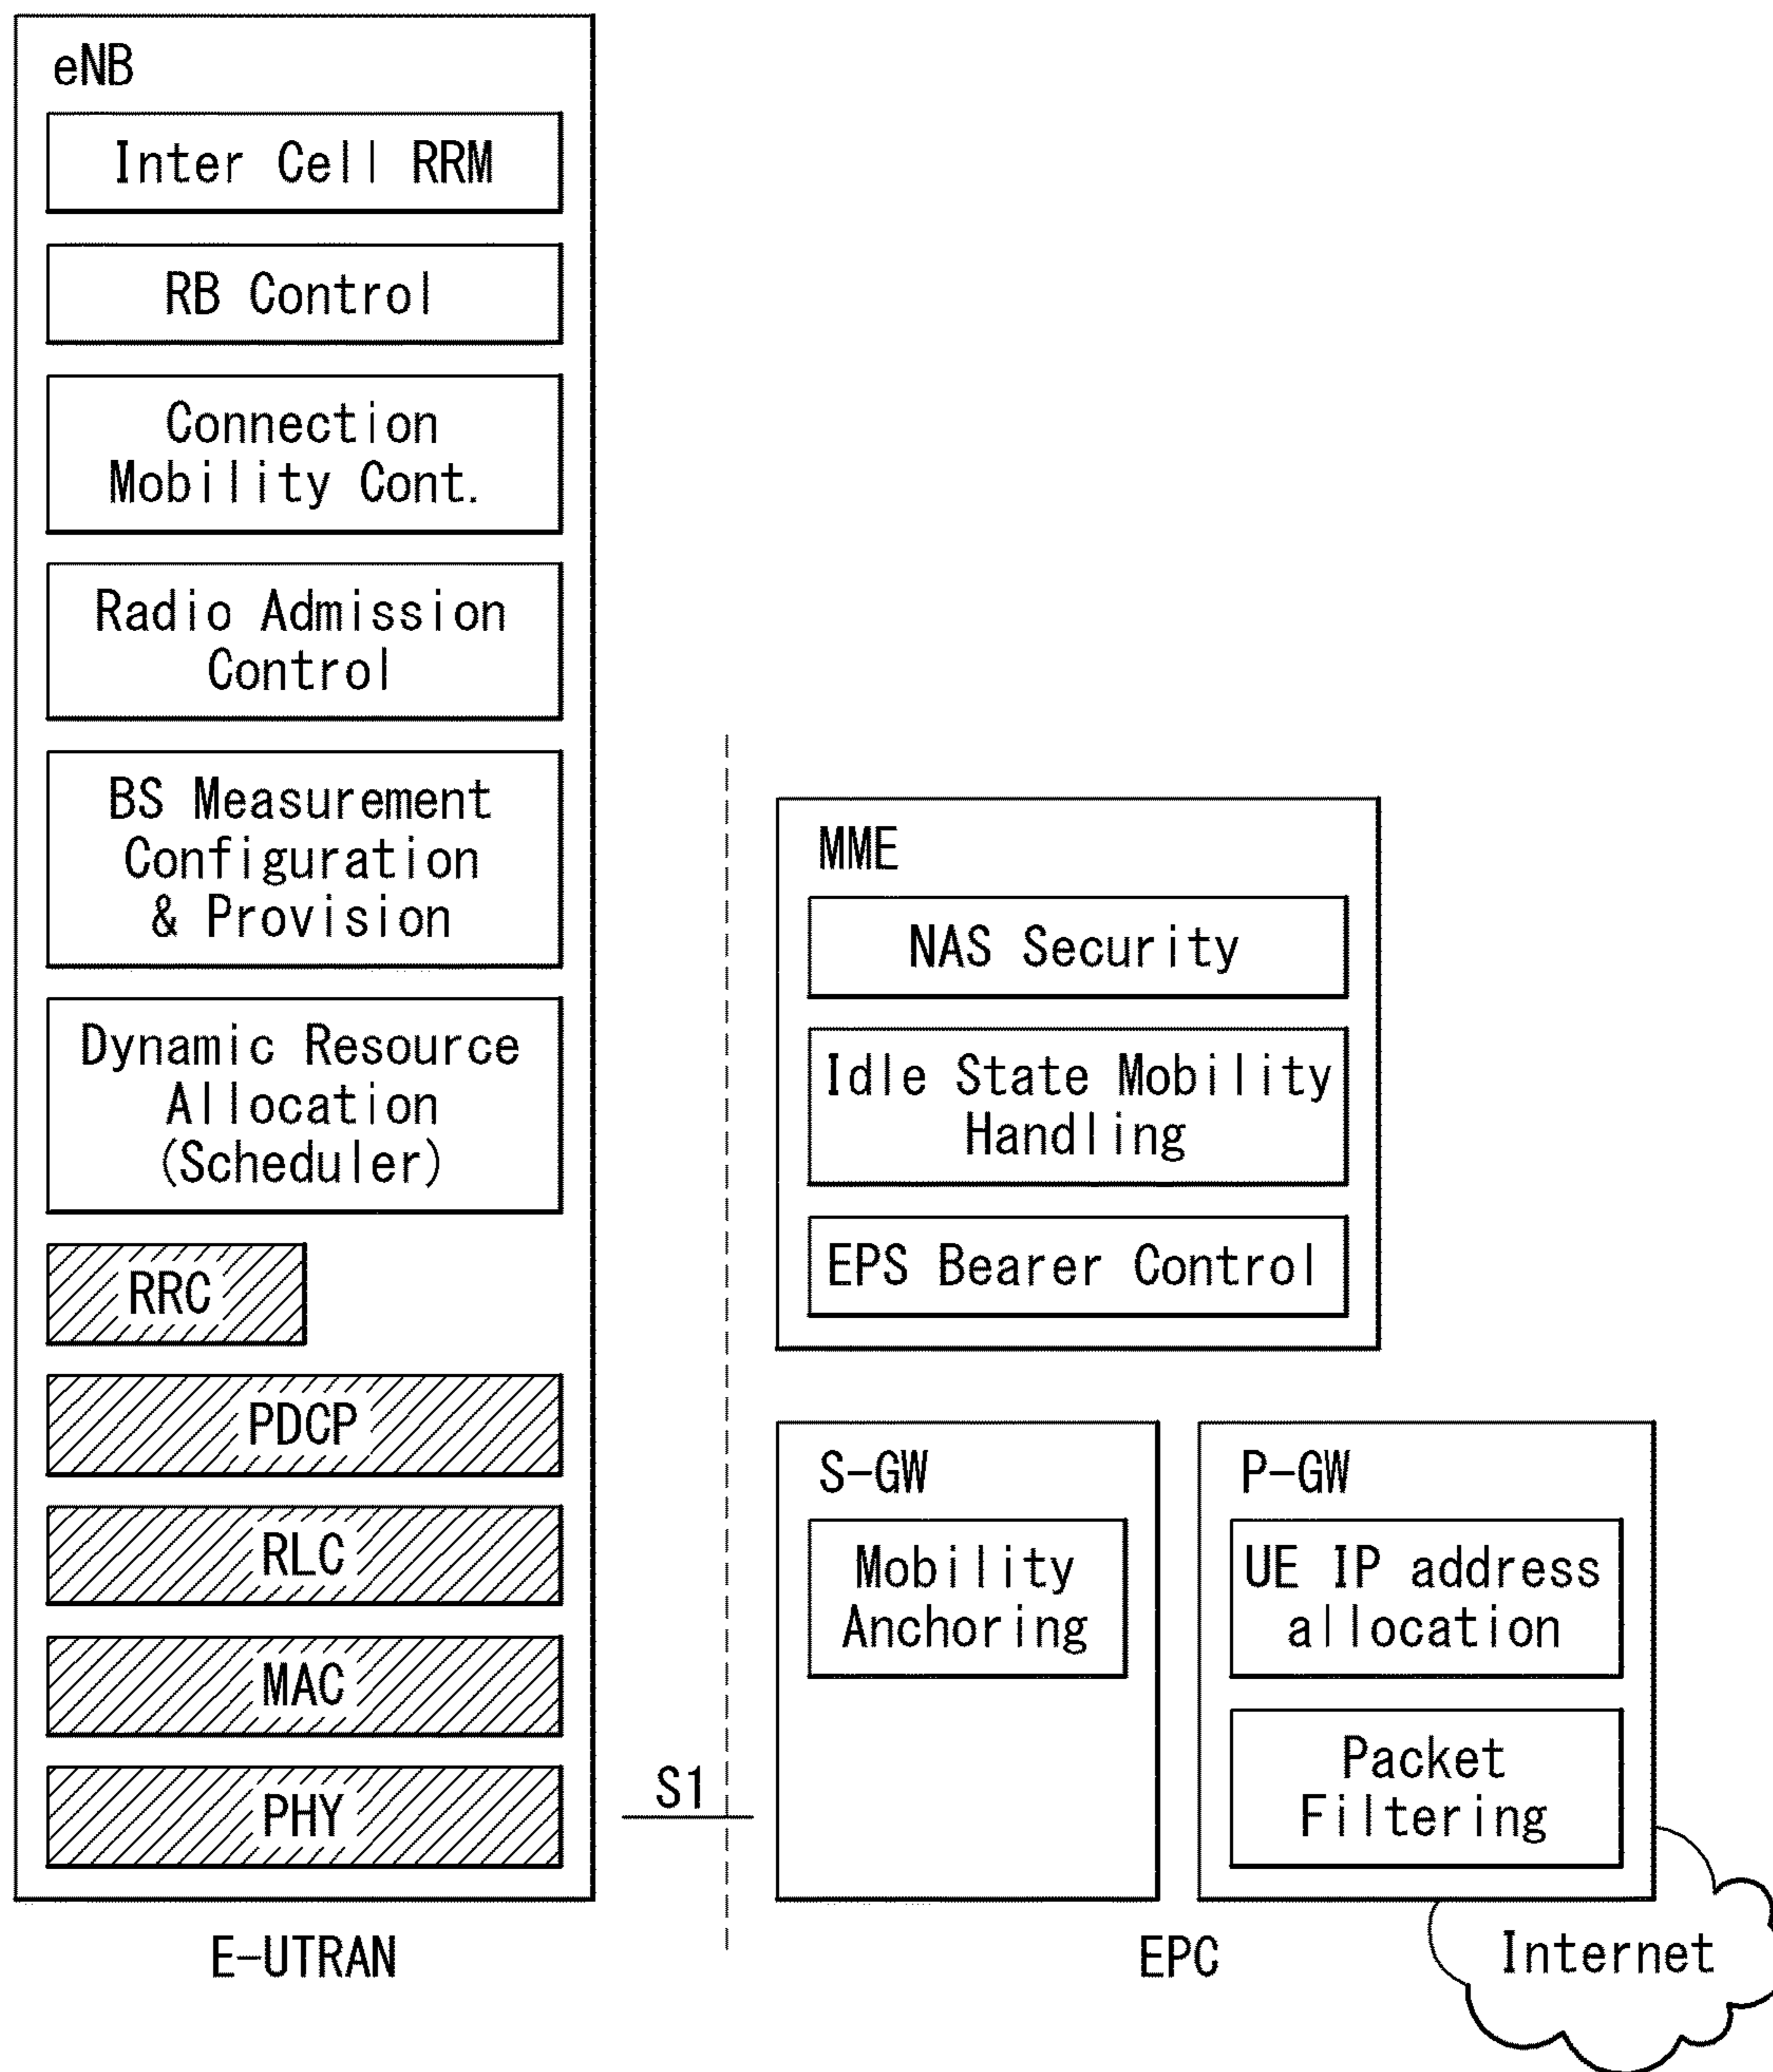 eNB
Inter Cell RRM
RB Control
Connection
Mobility Cont.
Radio Admission
Control
BS Measurement
Configuration
& Provision
Dynamic Resource
Allocation
(Scheduler)
RRC
PDCP
RLC
MAC
PHY
E-UTRAN
S1
MME
NAS Security
Idle State Mobility
Handling
EPS Bearer Control
S-GW
Mobility
Anchoring
P-GW
UE IP address
allocation
Packet
Filtering
EPC
Internet